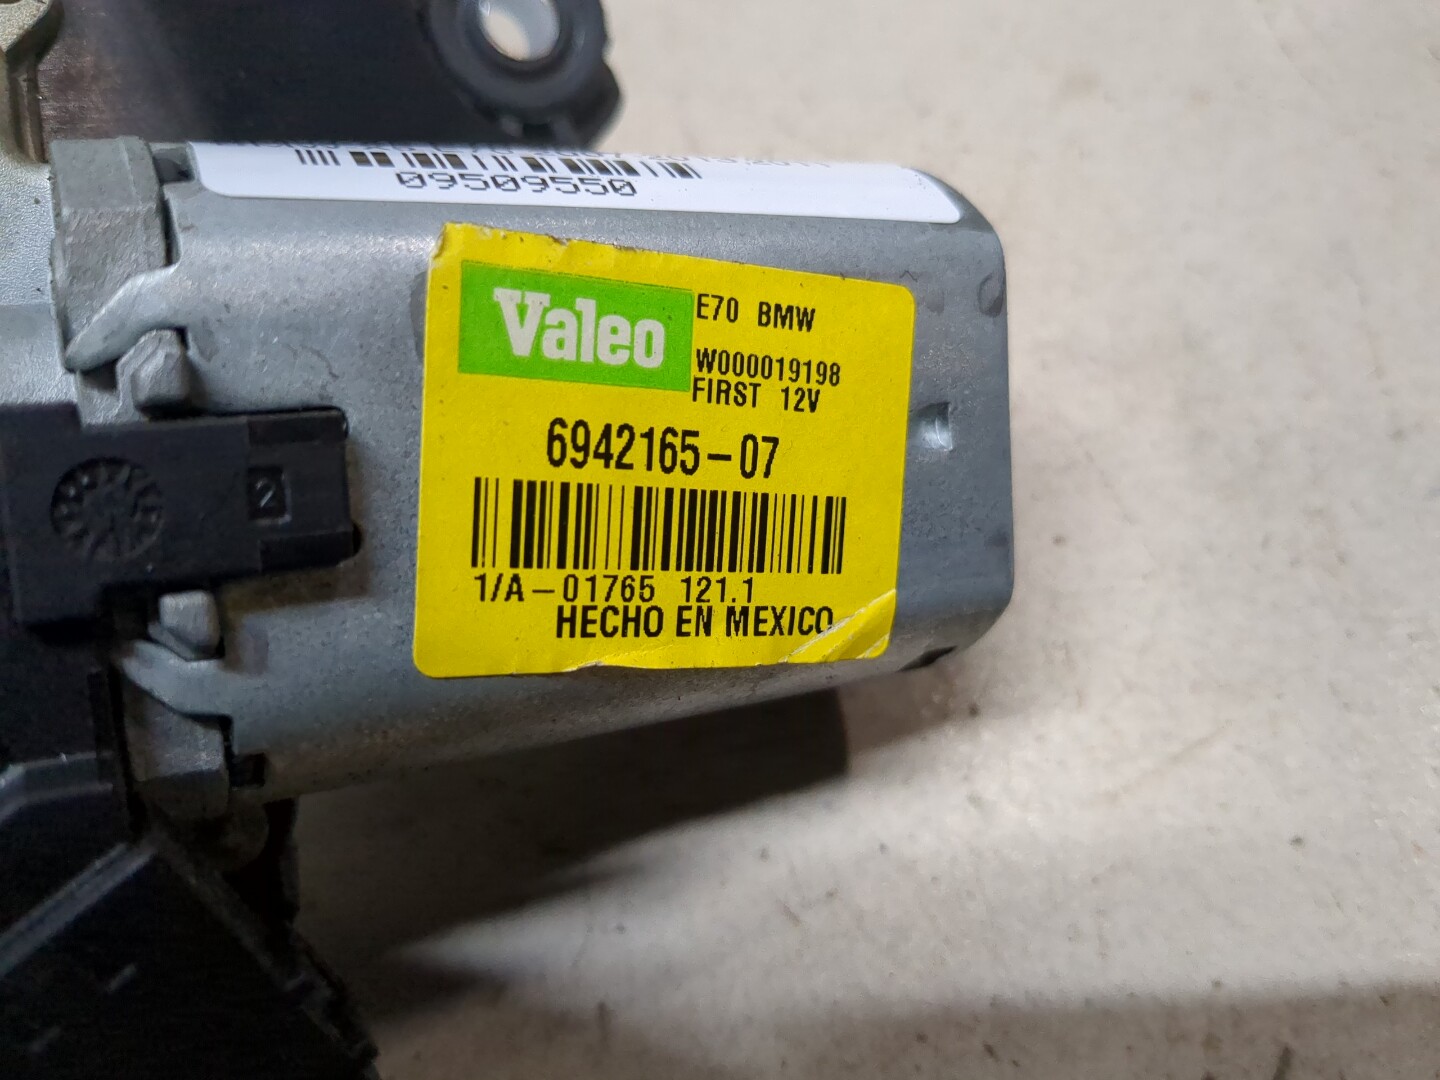 09509550
Valeo
E70 BMW
W000019198
FIRST 12V
6942165-07
1/A-01765 121.1
HECHO EN MEXICO
2